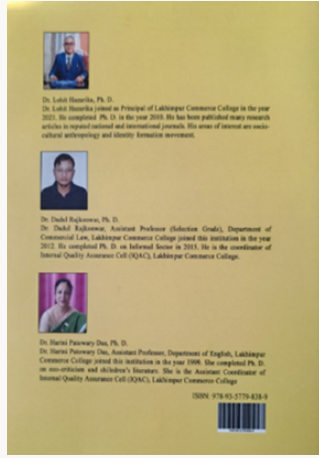 Dr. Lohit Hazarika, Ph. D.
Dr. Lohit Hazarika joined as Principal of Lakhimpur Commerce College in the year
2021. He completed Ph. D. in the year 2010. He has been published many research
articles in reputed national and international journals. His areas of interest are socio-
cultural anthropology and identity formation movement.
Dr. Dadul Rajkonwar, Ph. D.
Dr. Dadul Rajkonwar, Assistant Professor (Selection Grade), Department of
Commercial Law, Lakhimpur Commerce College joined this institution in the year
2012. He completed Ph. D. on Informal Sector in 2015. He is the coordinator of
Internal Quality Assurance Cell (IQAC), Lakhimpur Commerce College.
Dr. Harini Patowary Das, Ph. D.
Dr. Harini Patowary Das, Assistant Professor, Department of English, Lakhimpur
Commerce College joined this institution in the year 1999. She completed Ph. D.
on eco-criticism and children's literature. She is the Assistant Coordinator of
Internal Quality Assurance Cell (IQAC), Lakhimpur Commerce College
ISBN: 978-93-5779-838-9